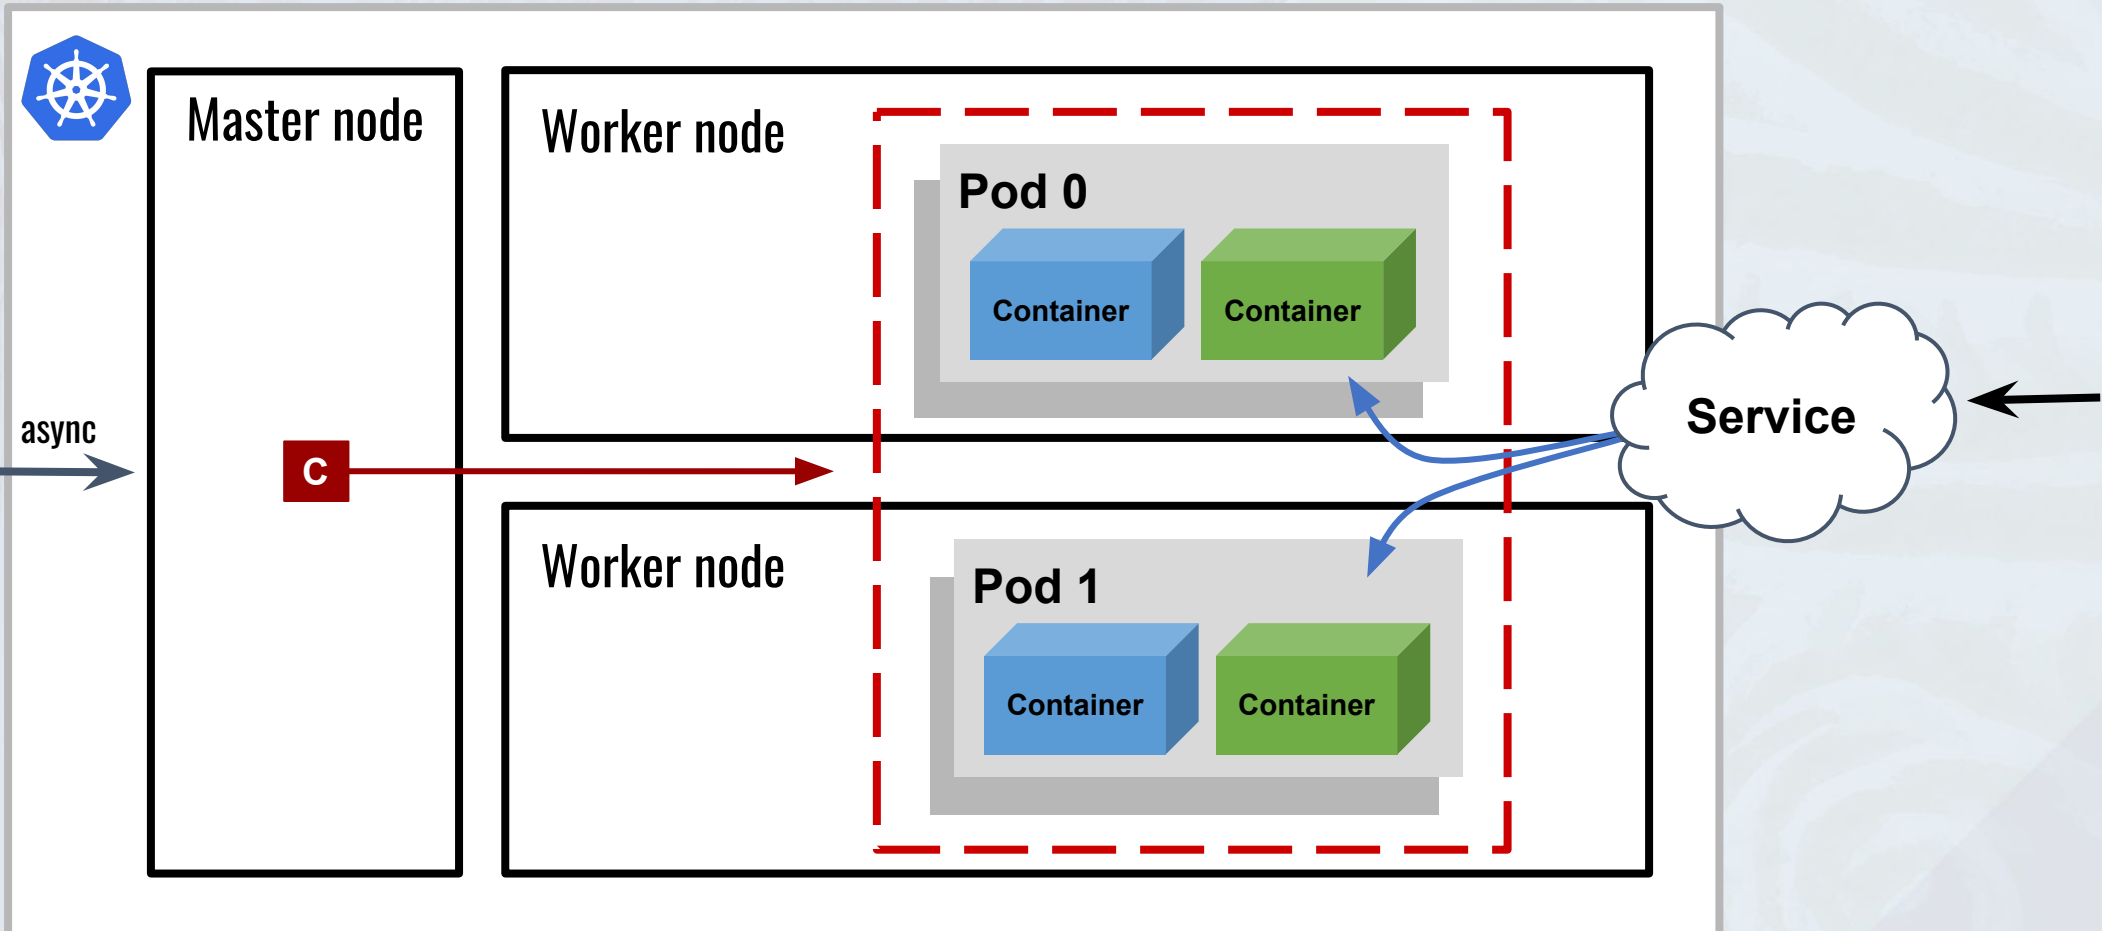 Master node
Worker node
Pod 0
Container
Container
async
C
Service
Worker node
Pod 1
Container
Container